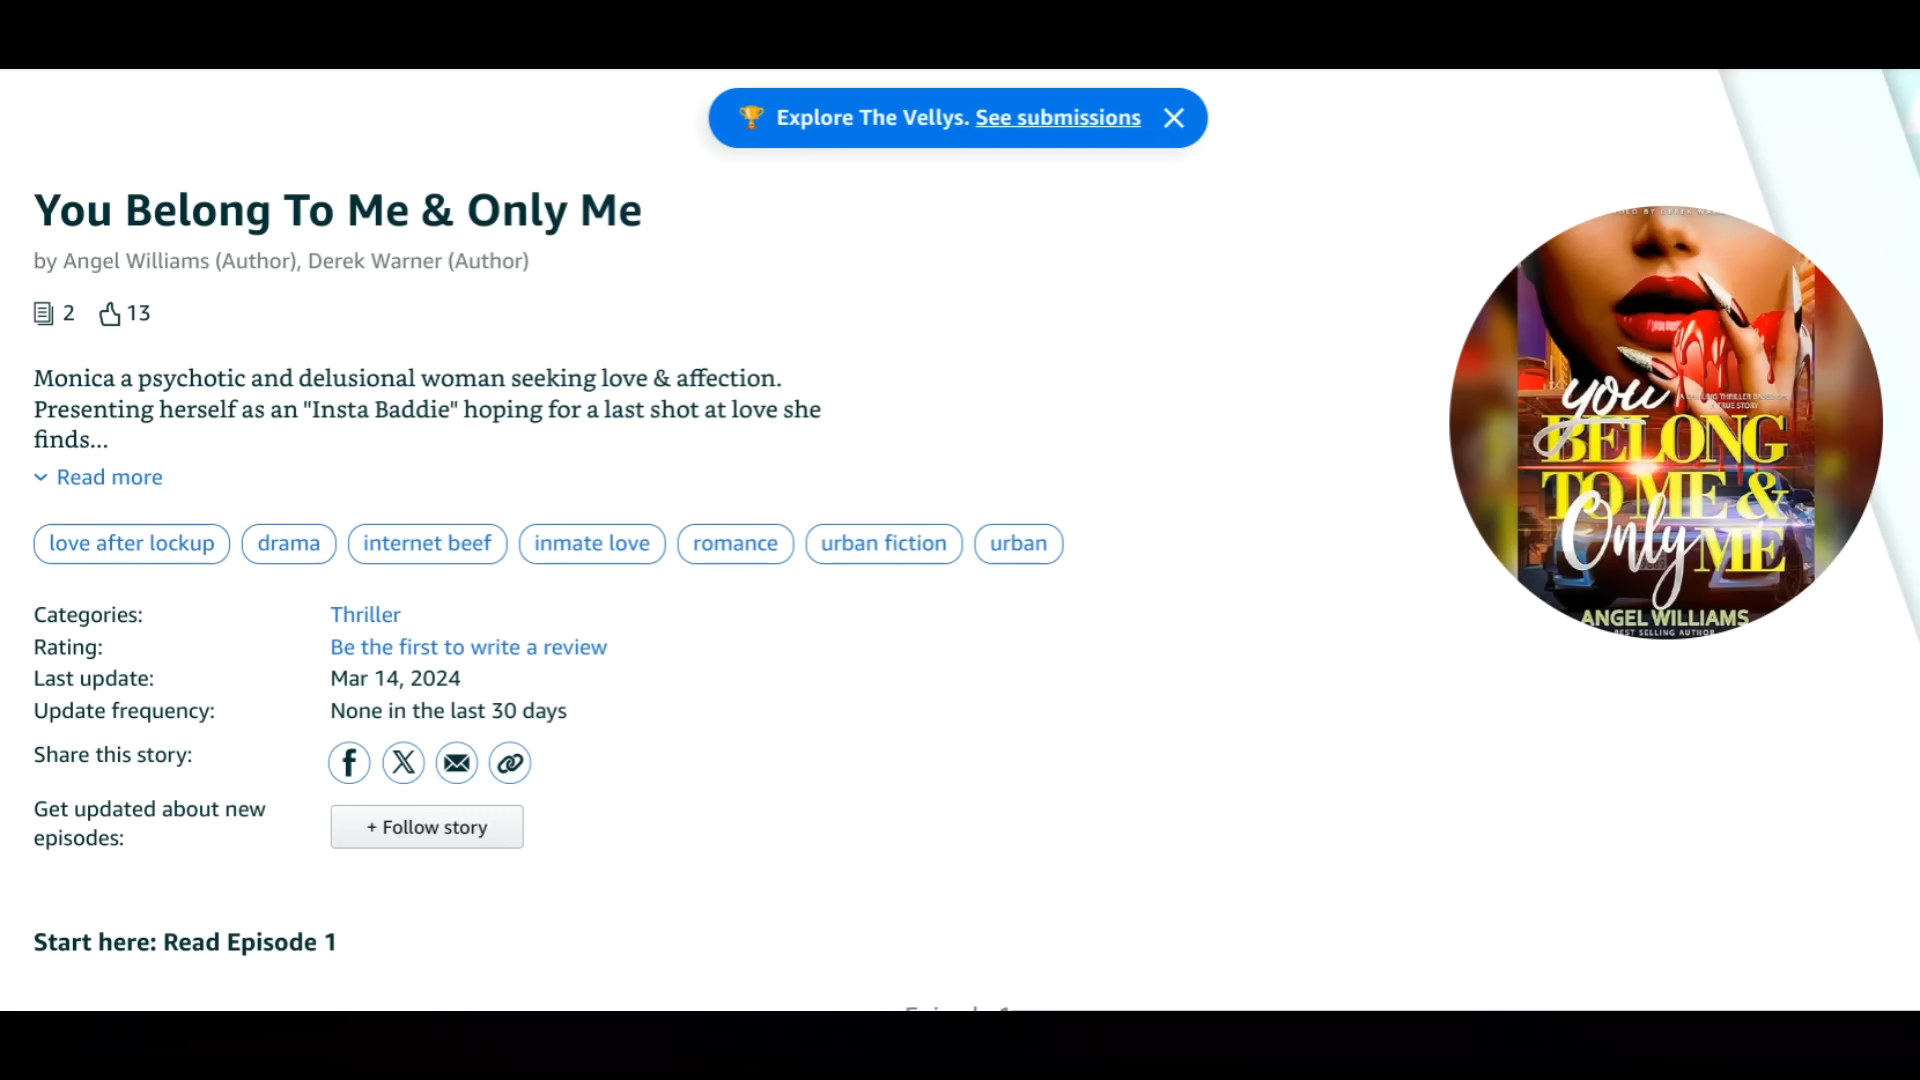 Explore The Vellys. See submissions
You Belong To Me & Only Me
by Angel Williams (Author), Derek Warner (Author)
2 13
Monica a psychotic and delusional woman seeking love & affection.
Presenting herself as an "Insta Baddie" hoping for a last shot at love she
finds...
Read more
love after lockup drama internet beef inmate love romance urban fiction urban
Categories: Thriller
Rating: Be the first to write a review
Last update: Mar 14, 2024
Update frequency: None in the last 30 days
Share this story:
Get updated about new
episodes:
+ Follow story
Start here: Read Episode 1
you
BELONG
TO ME &
Only ME
ANGEL WILLIAMS
BEST SELLING AUTHOR